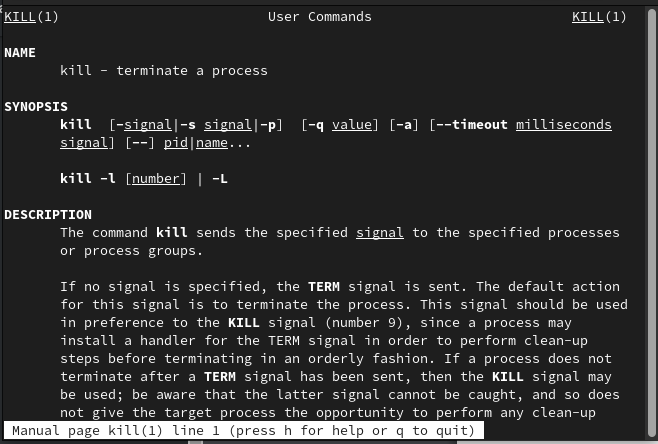 KILL(1) User Commands KILL(1)
NAME
kill - terminate a process
SYNOPSIS
kill [-signal|-s signal|-p] [-q value] [-a] [--timeout milliseconds
signal] [--] pid|name...
kill -l [number] | -L
DESCRIPTION
The command kill sends the specified signal to the specified processes
or process groups.
If no signal is specified, the TERM signal is sent. The default action
for this signal is to terminate the process. This signal should be used
in preference to the KILL signal (number 9), since a process may
install a handler for the TERM signal in order to perform clean-up
steps before terminating in an orderly fashion. If a process does not
terminate after a TERM signal has been sent, then the KILL signal may
be used; be aware that the latter signal cannot be caught, and so does
not give the target process the opportunity to perform any clean-up
Manual page kill(1) line 1 (press h for help or q to quit)